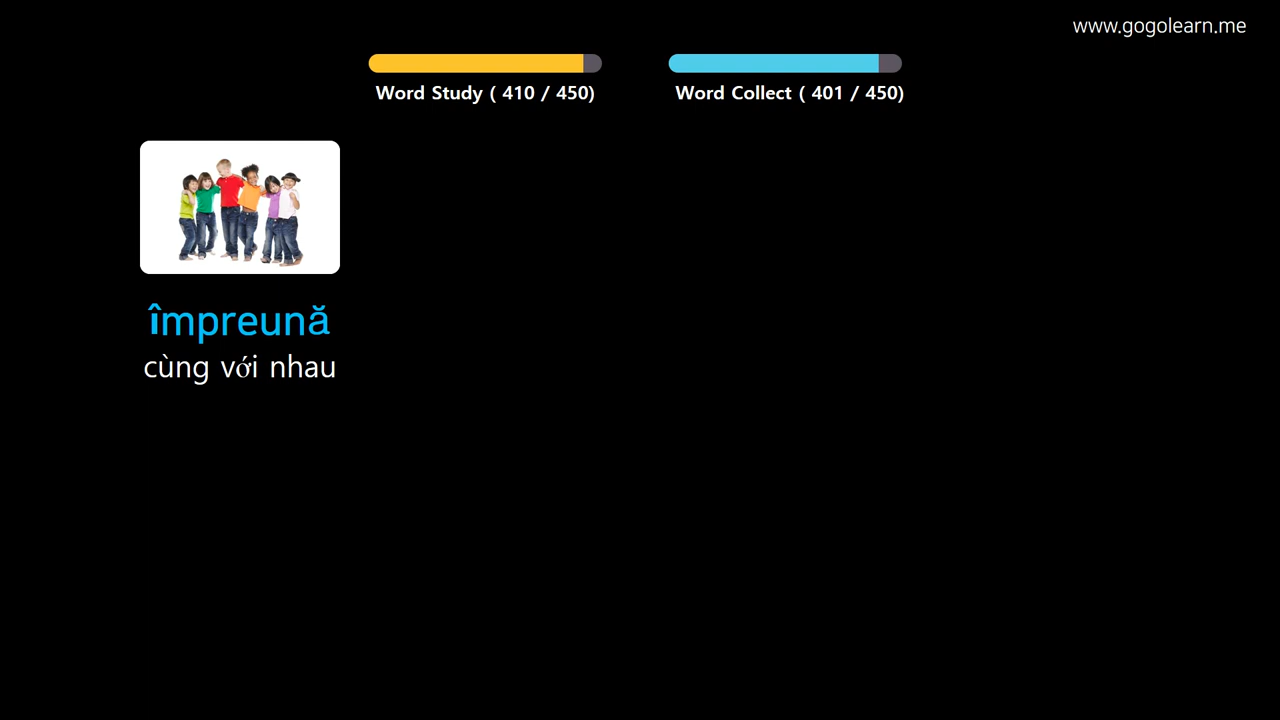 www.gogolearn.me
Word Study ( 410 / 450)
Word Collect ( 401 / 450)
împreună
cùng với nhau